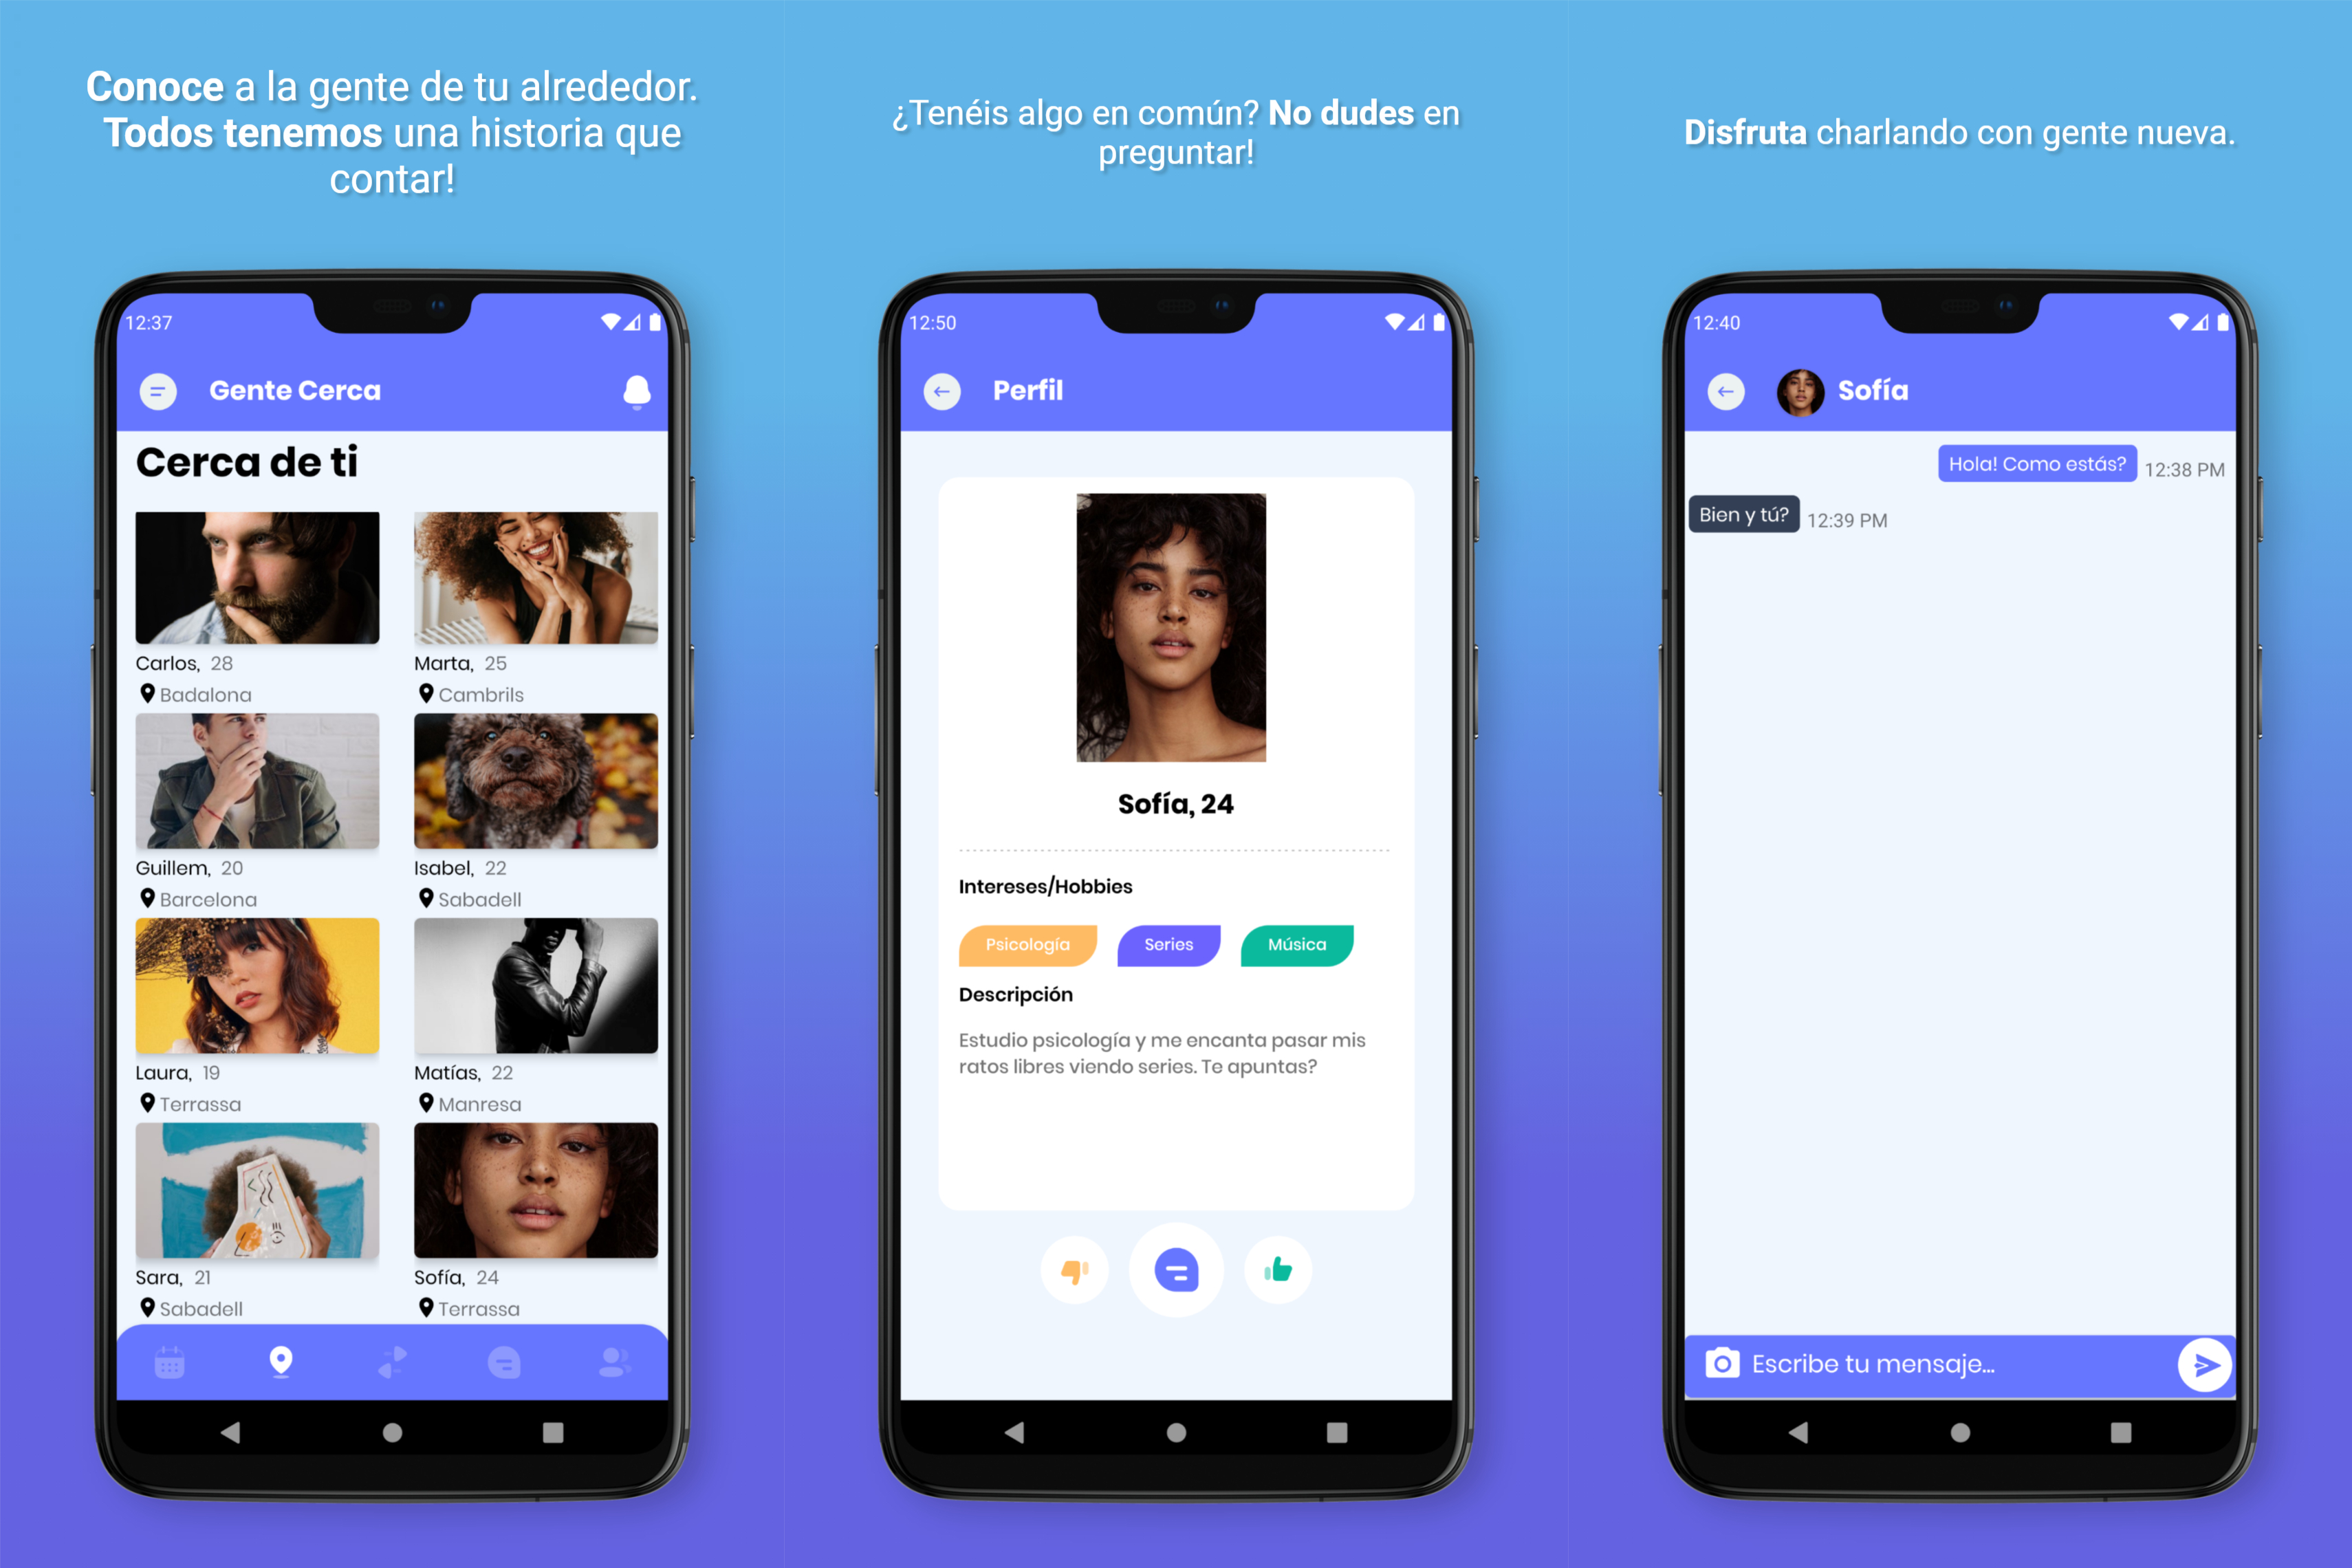 Conoce a la gente de tu alrededor.
Todos tenemos una historia que
contar!
12:37
Gente Cerca
Cerca de ti
Carlos, 28
Badalona
Marta, 25
Cambrils
Guillem, 20
Barcelona
Isabel, 22
Sabadell
Laura, 19
Terrassa
Matías, 22
Manresa
Sara, 21
Sabadell
Sofía, 24
Terrassa
¿Tenéis algo en común? No dudes en
preguntar!
12:50
Perfil
Sofía, 24
Intereses/Hobbies
Psicología
Series
Música
Descripción
Estudio psicología y me encanta pasar mis
ratos libres viendo series. Te apuntas?
Disfruta charlando con gente nueva.
12:40
Sofía
Hola! Como estás? 12:38 PM
Bien y tú? 12:39 PM
Escribe tu mensaje...